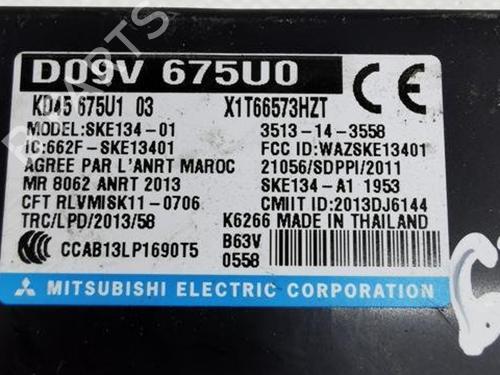 D09V 675U0
CE
KD45 675U1 03 X1T66573HZT
MODEL:SKE134-01 3513-14-3558
IC:662F-SKE13401 FCC ID:WAZSKE13401
AGREE PAR L'ANRT MAROC 21056/SDPPI/2011
MR 8062 ANRT 2013 SKE134-A1 1953
CFT RLVMISK11-0706 CMIIT ID:2013DJ6144
TRC/LPD/2013/58 K6266 MADE IN THAILAND
CCAB13LP1690T5 B63V
0558
MITSUBISHI ELECTRIC CORPORATION